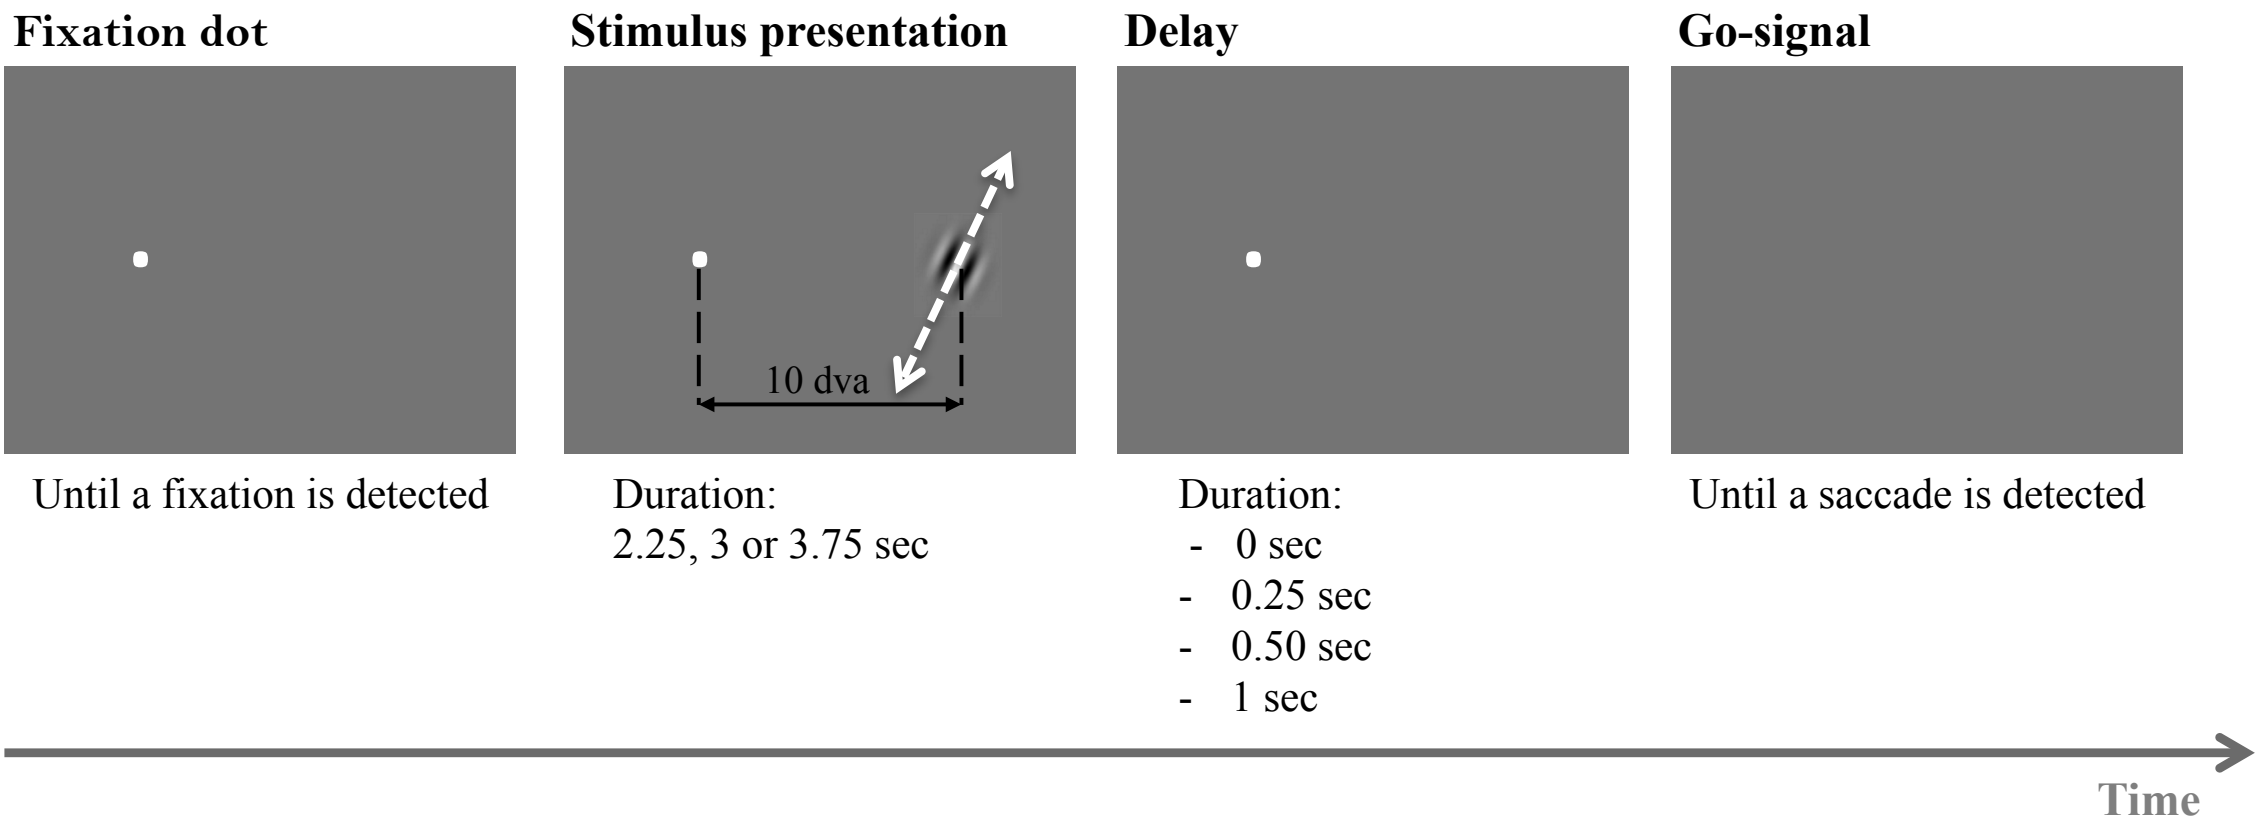 Fixation dot
Stimulus presentation
Delay
Go-signal
10 dva
Until a fixation is detected
Duration:
2.25, 3 or 3.75 sec
Duration:
- 0 sec
- 0.25 sec
- 0.50 sec
- 1 sec
Until a saccade is detected
Time